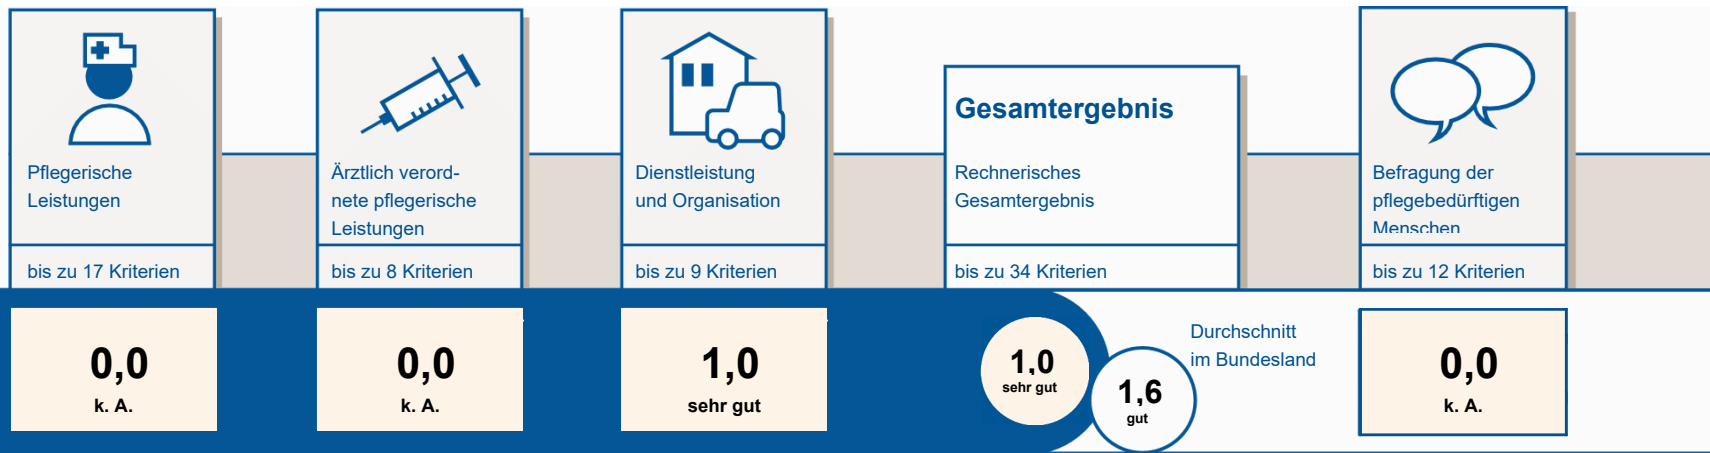 Pflegerische
Leistungen
bis zu 17 Kriterien
0,0
k. A.
Ärztlich verord-
nete pflegerische
Leistungen
bis zu 8 Kriterien
0,0
k. A.
Dienstleistung
und Organisation
bis zu 9 Kriterien
1,0
sehr gut
Gesamtergebnis
Rechnerisches
Gesamtergebnis
bis zu 34 Kriterien
1,0
sehr gut
1,6
gut
Durchschnitt
im Bundesland
Befragung der
pflegebedürftigen
Menschen
bis zu 12 Kriterien
0,0
k. A.